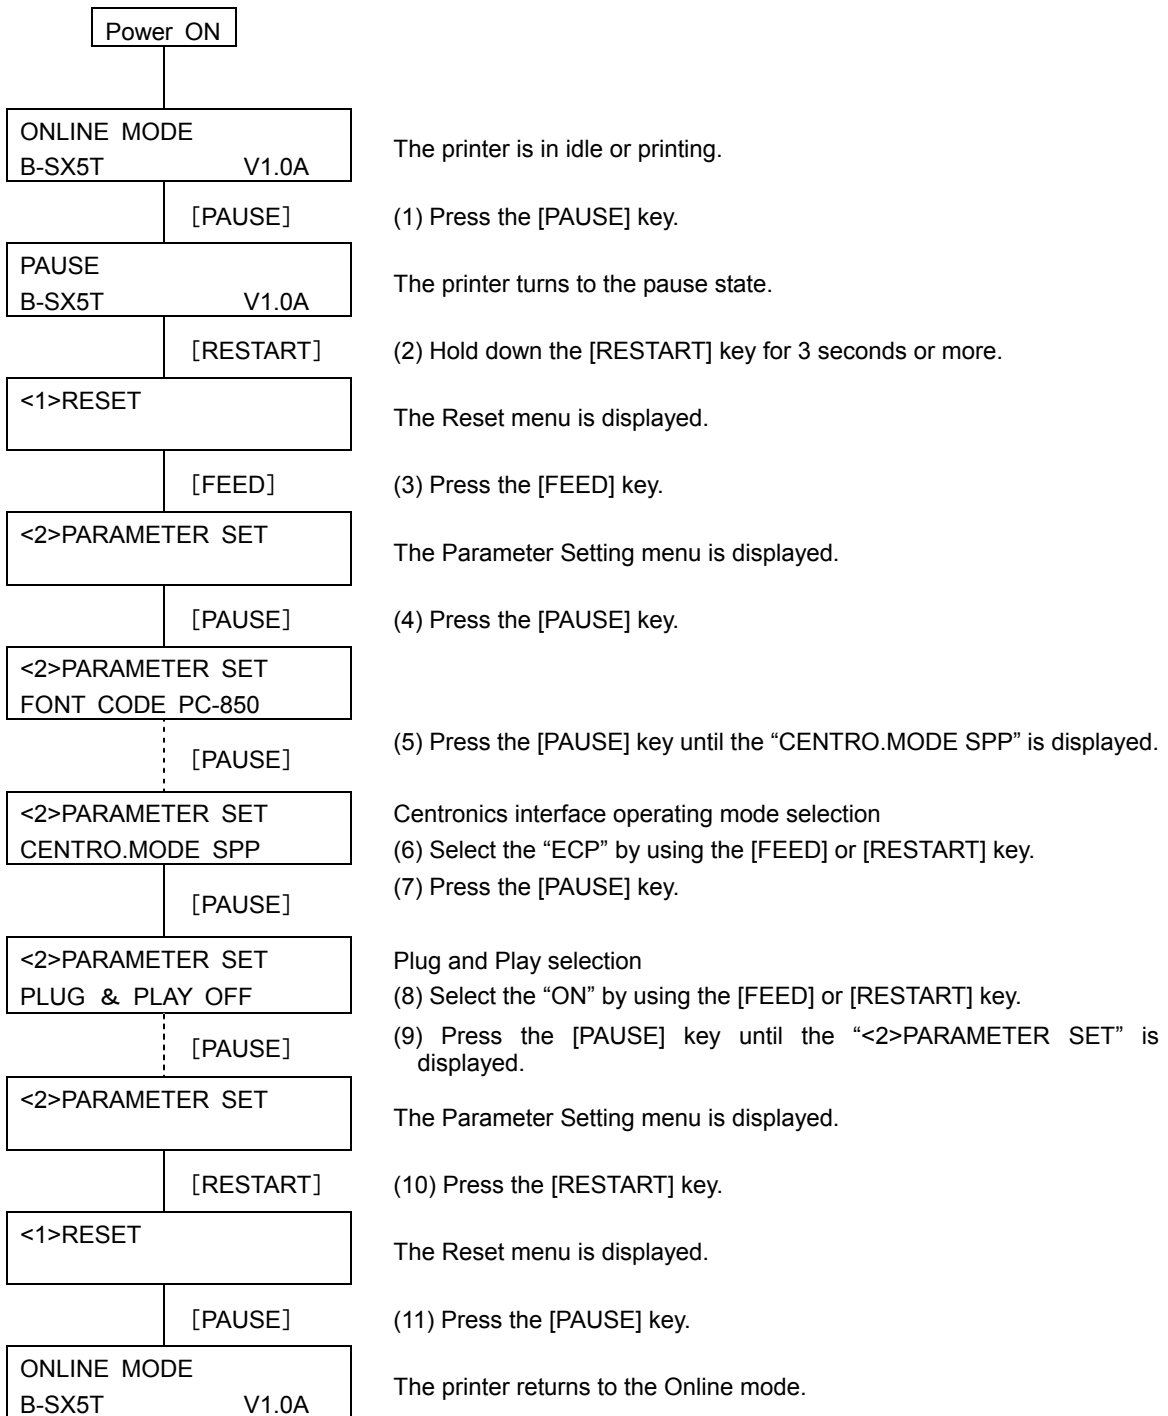 Power ON
ONLINE MODE
B-SX5T V1.0A
The printer is in idle or printing.
[PAUSE]
(1) Press the [PAUSE] key.
PAUSE
B-SX5T V1.0A
The printer turns to the pause state.
[RESTART]
(2) Hold down the [RESTART] key for 3 seconds or more.
<1>RESET
The Reset menu is displayed.
[FEED]
(3) Press the [FEED] key.
<2>PARAMETER SET
The Parameter Setting menu is displayed.
[PAUSE]
(4) Press the [PAUSE] key.
<2>PARAMETER SET
FONT CODE PC-850
[PAUSE]
(5) Press the [PAUSE] key until the “CENTRO.MODE SPP” is displayed.
<2>PARAMETER SET
CENTRO.MODE SPP
Centronics interface operating mode selection
(6) Select the “ECP” by using the [FEED] or [RESTART] key.
(7) Press the [PAUSE] key.
[PAUSE]
<2>PARAMETER SET
PLUG & PLAY OFF
Plug and Play selection
(8) Select the “ON” by using the [FEED] or [RESTART] key.
(9) Press the [PAUSE] key until the “<2>PARAMETER SET” is
displayed.
[PAUSE]
<2>PARAMETER SET
The Parameter Setting menu is displayed.
[RESTART]
(10) Press the [RESTART] key.
<1>RESET
The Reset menu is displayed.
[PAUSE]
(11) Press the [PAUSE] key.
ONLINE MODE
B-SX5T V1.0A
The printer returns to the Online mode.